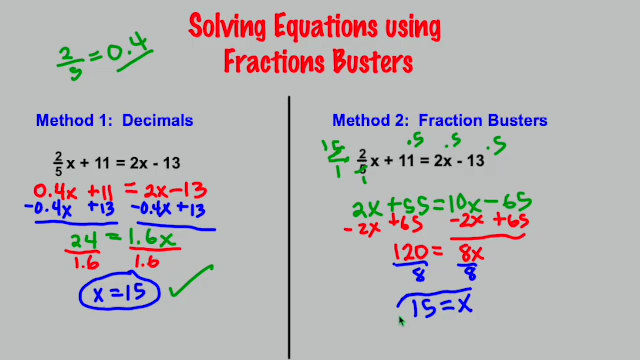 Solving Equations using
Fractions Busters
2/5 = 0.4
Method 1: Decimals
2/5 x + 11 = 2x - 13
0.4x + 11 = 2x - 13
-0.4x + 13 -0.4x + 13
24 = 1.6x
1.6 1.6
x = 15
Method 2: Fraction Busters
·5 ·5 ·5
2/5 x + 11 = 2x - 13
2x + 55 = 10x - 65
-2x + 65 -2x + 65
120 = 8x
8 8
15 = x